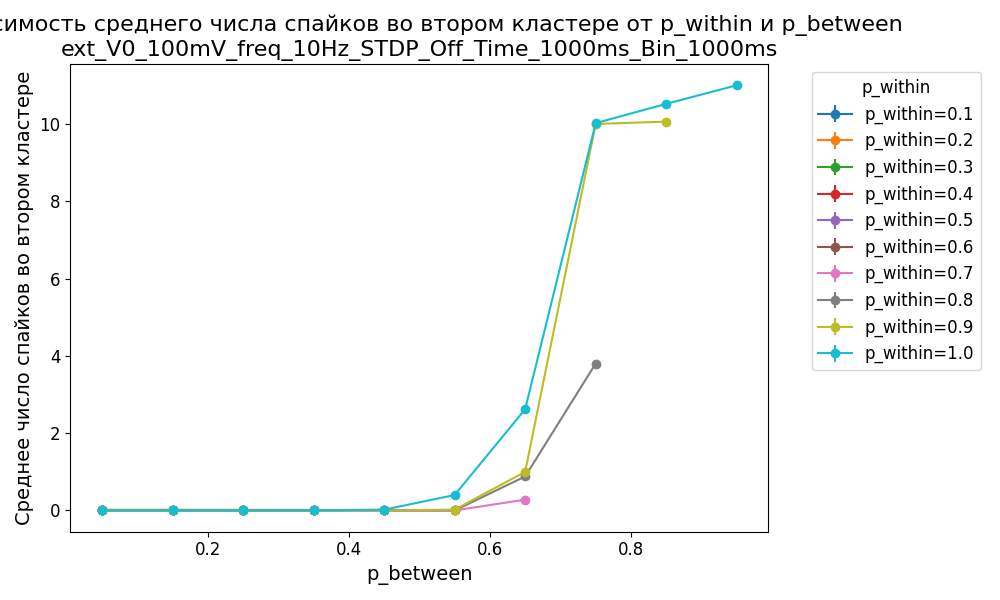 симость среднего числа спайков во втором кластере от p_within и p_between
ext_V0_100mV_freq_10Hz_STDP_Off_Time_1000ms_Bin_1000ms
Среднее число спайков во втором кластере
10
8
6
4
2
0
0.2
0.4
0.6
0.8
p_between
p_within
p_within=0.1
p_within=0.2
p_within=0.3
p_within=0.4
p_within=0.5
p_within=0.6
p_within=0.7
p_within=0.8
p_within=0.9
p_within=1.0